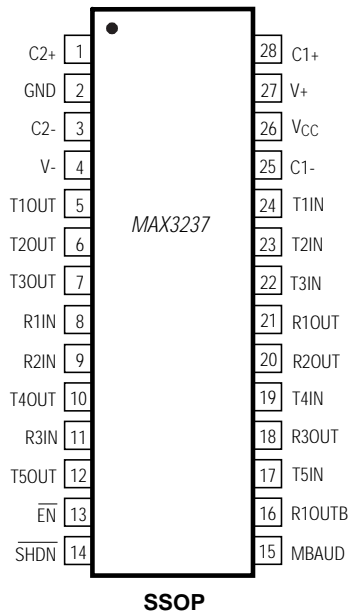 C2+ 1 28 C1+
GND 2 27 V+
C2- 3 26 VCC
V- 4 25 C1-
T1OUT 5 24 T1IN
MAX3237
T2OUT 6 23 T2IN
T3OUT 7 22 T3IN
R1IN 8 21 R1OUT
R2IN 9 20 R2OUT
T4OUT 10 19 T4IN
R3IN 11 18 R3OUT
T5OUT 12 17 T5IN
E̅N̅ 13 16 R1OUTB
S̅H̅D̅N̅ 14 15 MBAUD
SSOP